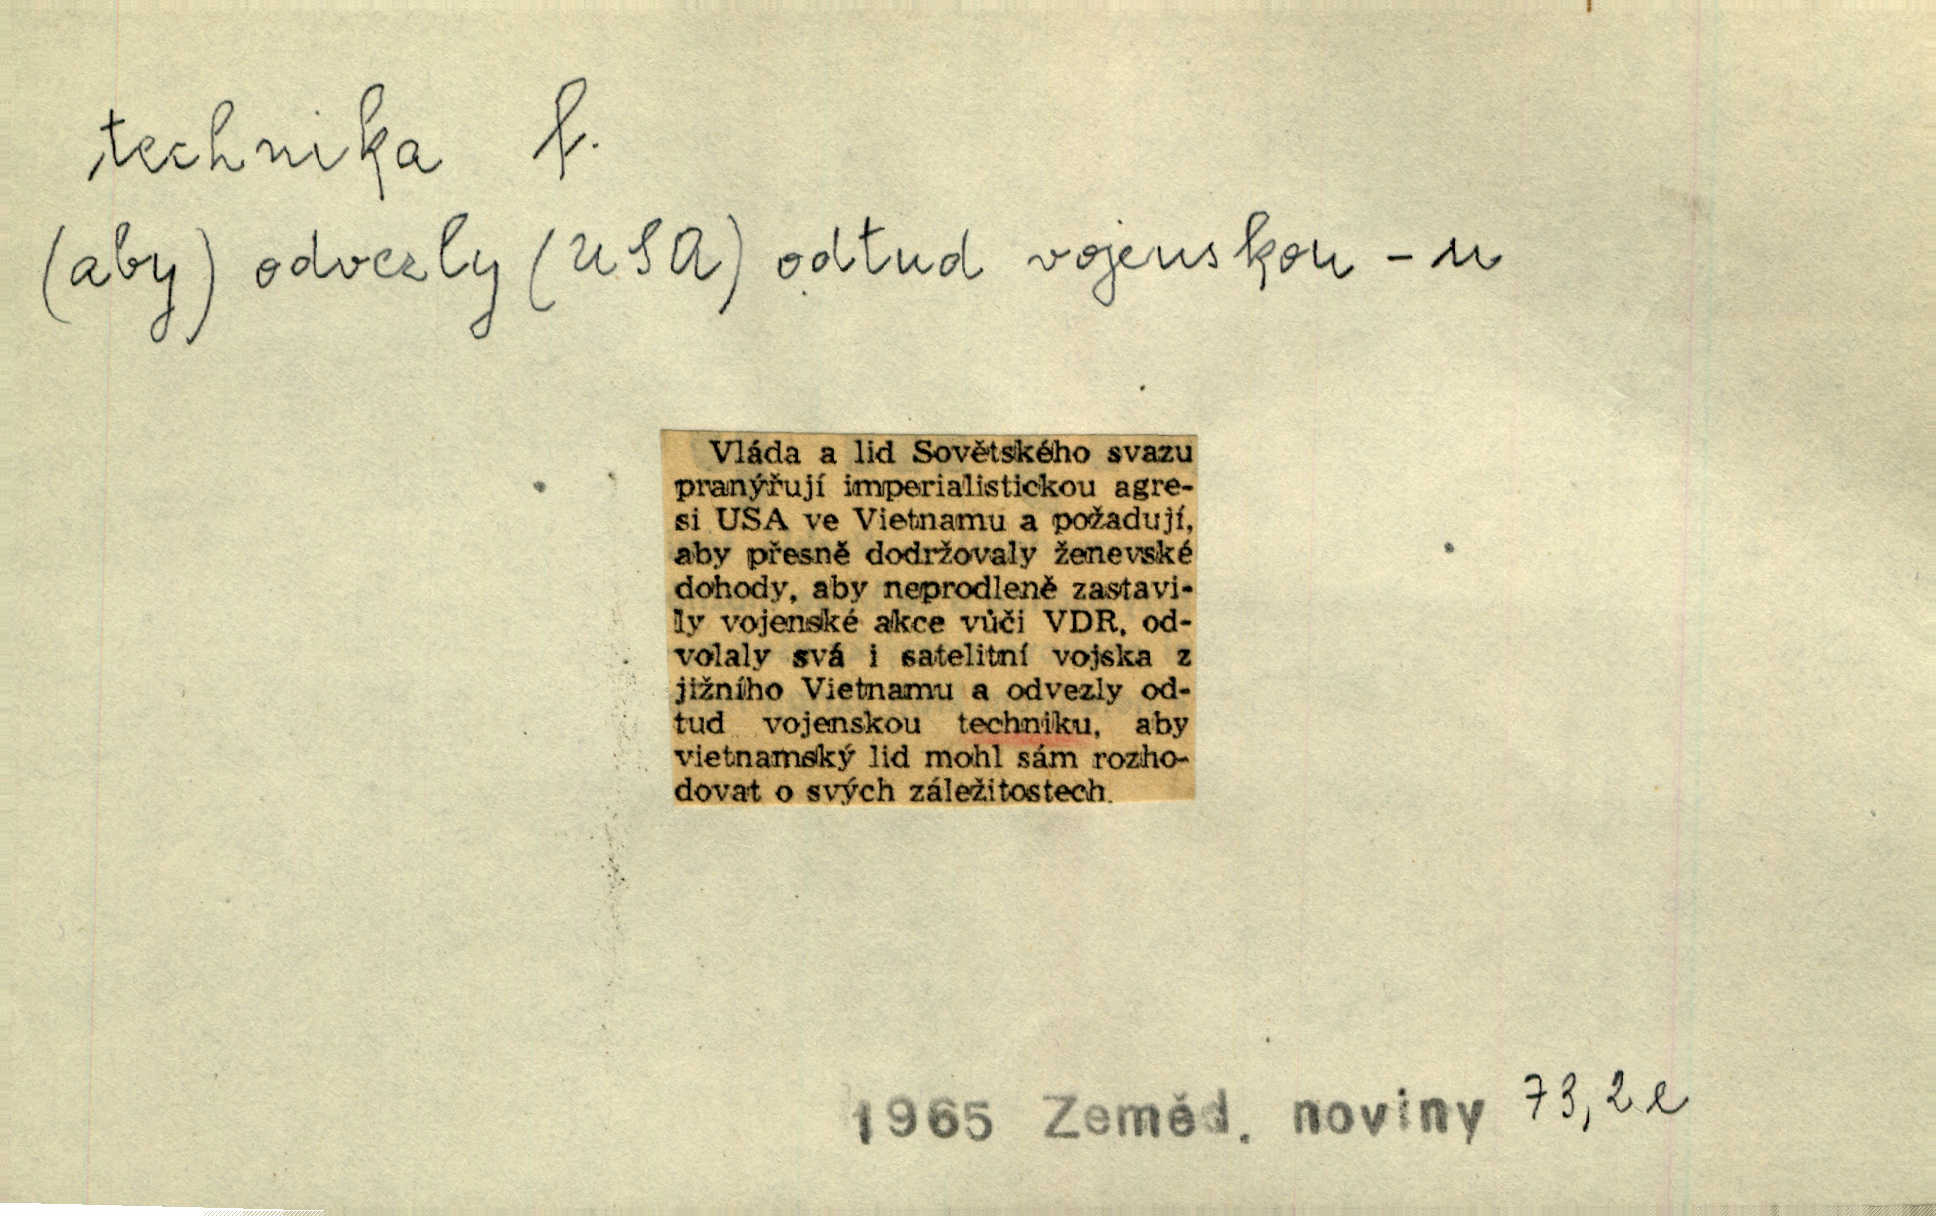 technika f.
(aby) odvezly (USA) odtud vojenskou -u
Vláda a lid Sovětského svazu
pranýřují imperialistickou agre-
si USA ve Vietnamu a požadují,
aby přesně dodržovaly ženevské
dohody, aby neprodleně zastavi-
ly vojenské akce vůči VDR, od-
volaly svá i satelitní vojska z
jižního Vietnamu a odvezly od-
tud vojenskou techniku, aby
vietnamský lid mohl sám rozho-
dovat o svých záležitostech.
1965 Zeměd. noviny 73,2e